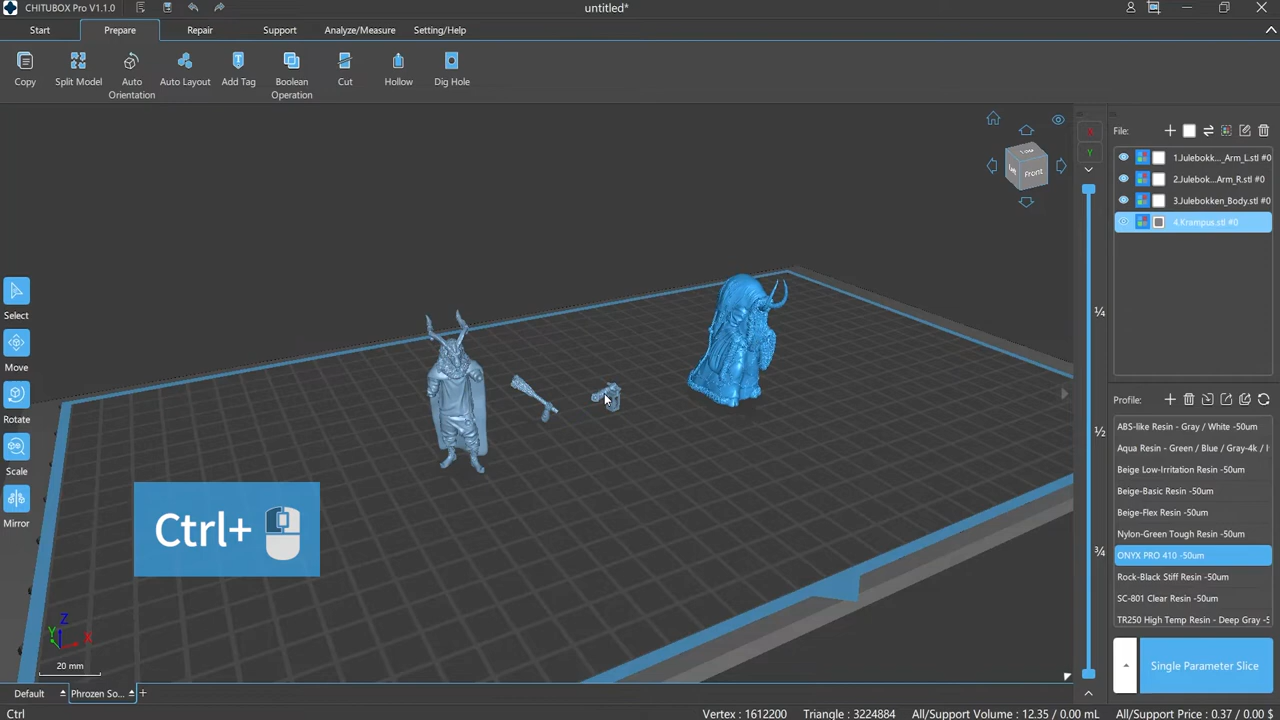 CHITUBOX Pro V1.1.0
untitled*
Start
Prepare
Repair
Support
Analyze/Measure
Setting/Help
Copy
Split Model
Auto
Orientation
Auto Layout
Add Tag
Boolean
Operation
Cut
Hollow
Dig Hole
File:
1.Julebokk..._Arm_L.stl #0
2.Julebok...Arm_R.stl #0
3.Julebokken_Body.stl #0
4.Krampus.stl #0
X
Y
Front
¼
½
¾
Select
Move
Rotate
Scale
Mirror
Ctrl+
Profile:
ABS-like Resin - Gray / White -50um
Aqua Resin - Green / Blue / Gray-4k /
Beige Low-Irritation Resin -50um
Beige-Basic Resin -50um
Beige-Flex Resin -50um
Nylon-Green Tough Resin -50um
ONYX PRO 410 -50um
Rock-Black Stiff Resin -50um
SC-801 Clear Resin -50um
TR250 High Temp Resin - Deep Gray -5
Single Parameter Slice
Z
Y
X
20 mm
Default
Phrozen So...
Ctrl
Vertex : 1612200
Triangle : 3224884
All/Support Volume : 12.35 / 0.00 mL
All/Support Price : 0.37 / 0.00 $